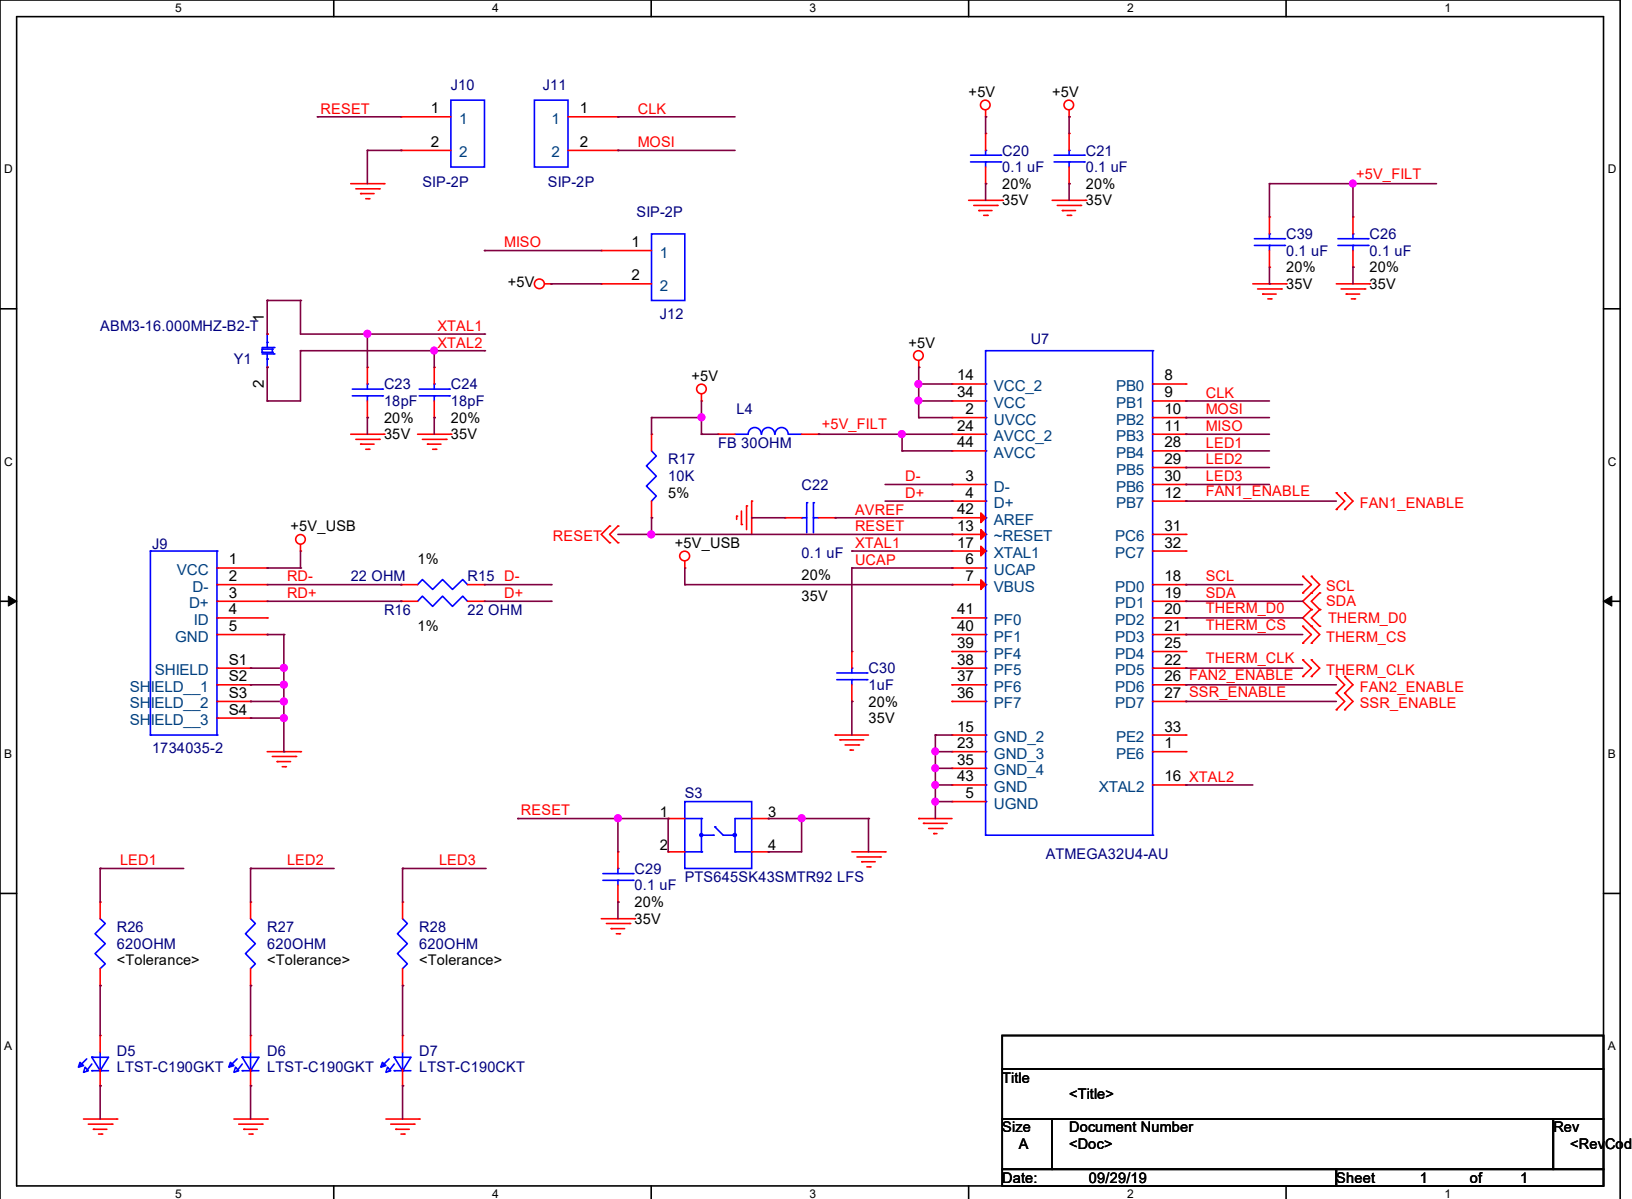 5 4 3 2 1
D
D
C
C
B
B
A
A
J10
RESET
1
1
2
2
SIP-2P
J11
1
1
CLK
2
2
MOSI
SIP-2P
SIP-2P
MISO
1
1
+5V
2
2
J12
+5V
C20
0.1 uF
20%
35V
+5V
C21
0.1 uF
20%
35V
+5V_FILT
C39
0.1 uF
20%
35V
C26
0.1 uF
20%
35V
ABM3-16.000MHZ-B2-T
1
Y1
2
XTAL1
XTAL2
C23
18pF
20%
35V
C24
18pF
20%
35V
+5V
L4
FB 30OHM
+5V_FILT
R17
10K
5%
RESET
C22
0.1 uF
20%
35V
+5V_USB
D-
D+
AVREF
RESET
XTAL1
UCAP
C30
1uF
20%
35V
+5V
U7
14 VCC_2
34 VCC
2 UVCC
24 AVCC_2
44 AVCC
3 D-
4 D+
42 AREF
13 ~RESET
17 XTAL1
6 UCAP
7 VBUS
41 PF0
40 PF1
39 PF4
38 PF5
37 PF6
36 PF7
15 GND_2
23 GND_3
35 GND_4
43 GND
5 UGND
PB0 8
PB1 9 CLK
PB2 10 MOSI
PB3 11 MISO
PB4 28 LED1
PB5 29 LED2
PB6 30 LED3
PB7 12 FAN1_ENABLE FAN1_ENABLE
PC6 31
PC7 32
PD0 18 SCL SCL
PD1 19 SDA SDA
PD2 20 THERM_D0 THERM_D0
PD3 21 THERM_CS THERM_CS
PD4 25
PD5 22 THERM_CLK THERM_CLK
PD6 26 FAN2_ENABLE FAN2_ENABLE
PD7 27 SSR_ENABLE SSR_ENABLE
PE2 33
PE6 1
XTAL2 16 XTAL2
ATMEGA32U4-AU
J9
+5V_USB
VCC 1
D- 2 RD- 22 OHM 1% R15 D-
D+ 3 RD+ R16 1% 22 OHM D+
ID 4
GND 5
SHIELD S1
SHIELD__1 S2
SHIELD__2 S3
SHIELD__3 S4
1734035-2
RESET
S3
1
2
3
4
PTS645SK43SMTR92 LFS
C29
0.1 uF
20%
35V
LED1
R26
620OHM
<Tolerance>
D5
LTST-C190GKT
LED2
R27
620OHM
<Tolerance>
D6
LTST-C190GKT
LED3
R28
620OHM
<Tolerance>
D7
LTST-C190CKT
Title
<Title>
Size
A
Document Number
<Doc>
Rev
<RevCod
Date: 09/29/19 Sheet 1 of 1
5 4 3 2 1